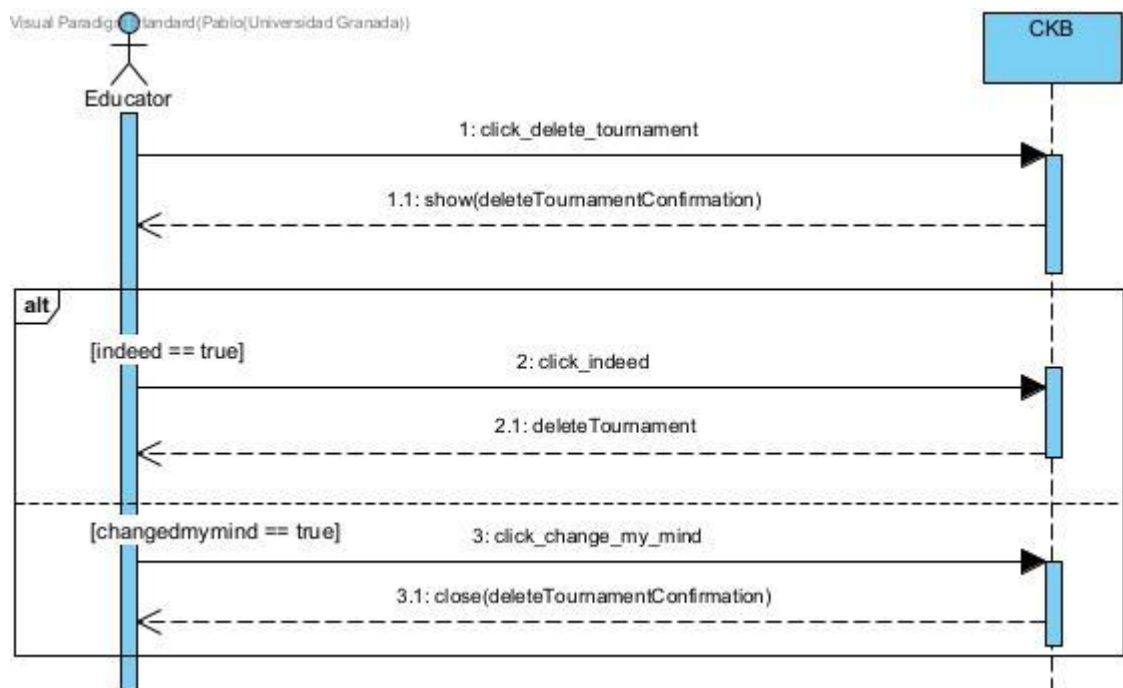 Visual Paradigm Standard(Pablo(Universidad Granada))
CKB
Educator
1: click_delete_tournament
1.1: show(deleteTournamentConfirmation)
alt
[indeed == true]
2: click_indeed
2.1: deleteTournament
[changedmymind == true]
3: click_change_my_mind
3.1: close(deleteTournamentConfirmation)